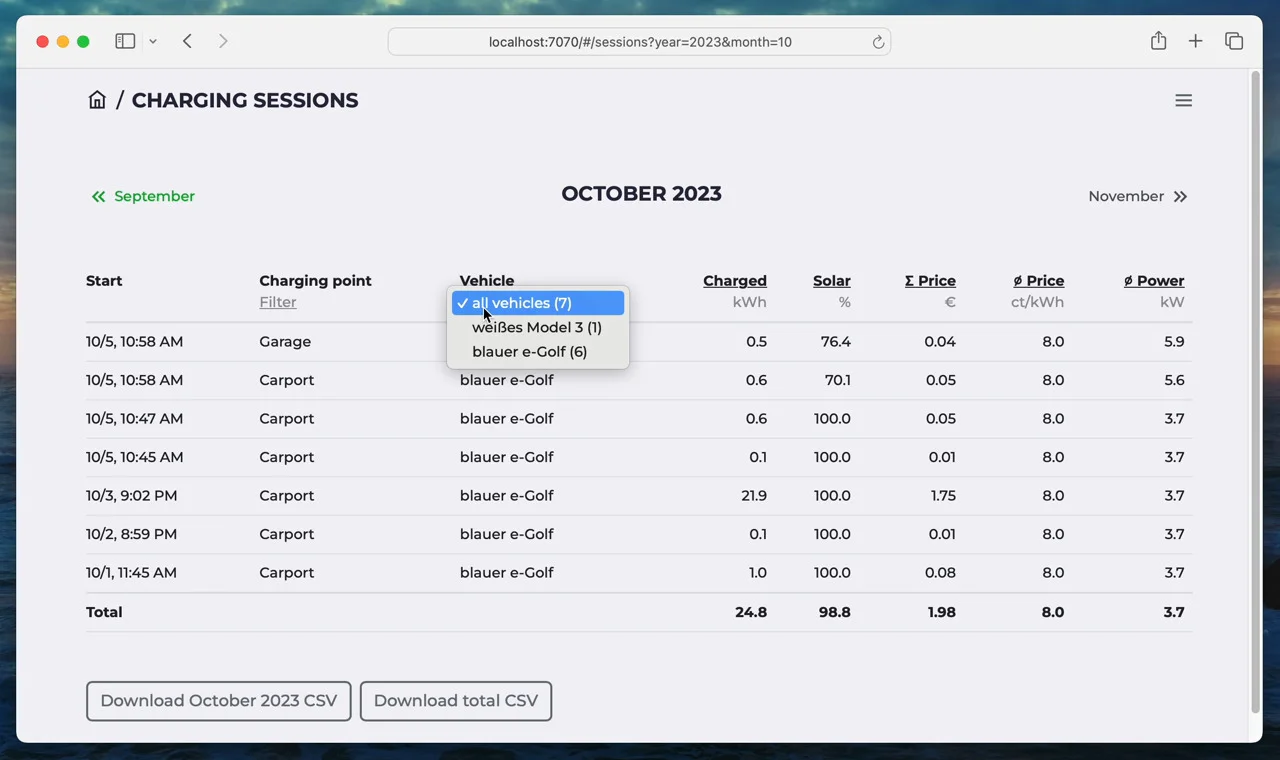 localhost:7070/#/sessions?year=2023&month=10
/ CHARGING SESSIONS
September OCTOBER 2023 November
Start Charging point Vehicle Charged Solar Σ Price ø Price ø Power
Filter ✓ all vehicles (7) kWh % € ct/kWh kW
weißes Model 3 (1)
10/5, 10:58 AM Garage 0.5 76.4 0.04 8.0 5.9
blauer e-Golf (6)
10/5, 10:58 AM Carport blauer e-Golf 0.6 70.1 0.05 8.0 5.6
10/5, 10:47 AM Carport blauer e-Golf 0.6 100.0 0.05 8.0 3.7
10/5, 10:45 AM Carport blauer e-Golf 0.1 100.0 0.01 8.0 3.7
10/3, 9:02 PM Carport blauer e-Golf 21.9 100.0 1.75 8.0 3.7
10/2, 8:59 PM Carport blauer e-Golf 0.1 100.0 0.01 8.0 3.7
10/1, 11:45 AM Carport blauer e-Golf 1.0 100.0 0.08 8.0 3.7
Total 24.8 98.8 1.98 8.0 3.7
Download October 2023 CSV Download total CSV